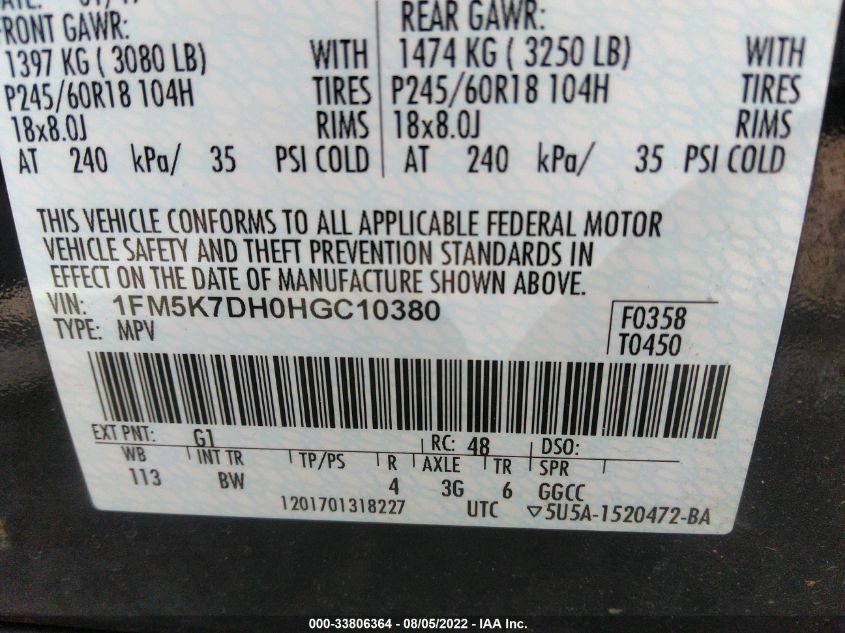 FRONT GAWR:
1397 KG ( 3080 LB) WITH
P245/60R18 104H TIRES
18x8.0J RIMS
AT 240 kPa/ 35 PSI COLD
REAR GAWR:
1474 KG ( 3250 LB) WITH
P245/60R18 104H TIRES
18x8.0J RIMS
AT 240 kPa/ 35 PSI COLD
THIS VEHICLE CONFORMS TO ALL APPLICABLE FEDERAL MOTOR
VEHICLE SAFETY AND THEFT PREVENTION STANDARDS IN
EFFECT ON THE DATE OF MANUFACTURE SHOWN ABOVE.
VIN: 1FM5K7DH0HGC10380
TYPE: MPV
F0358
T0450
EXT PNT: G1 RC: 48 DSO:
WB INT TR TP/PS R AXLE TR SPR
113 BW 4 3G 6 GGCC
1201701318227 UTC ▽5U5A-1520472-BA
000-33806364 - 08/05/2022 - IAA Inc.